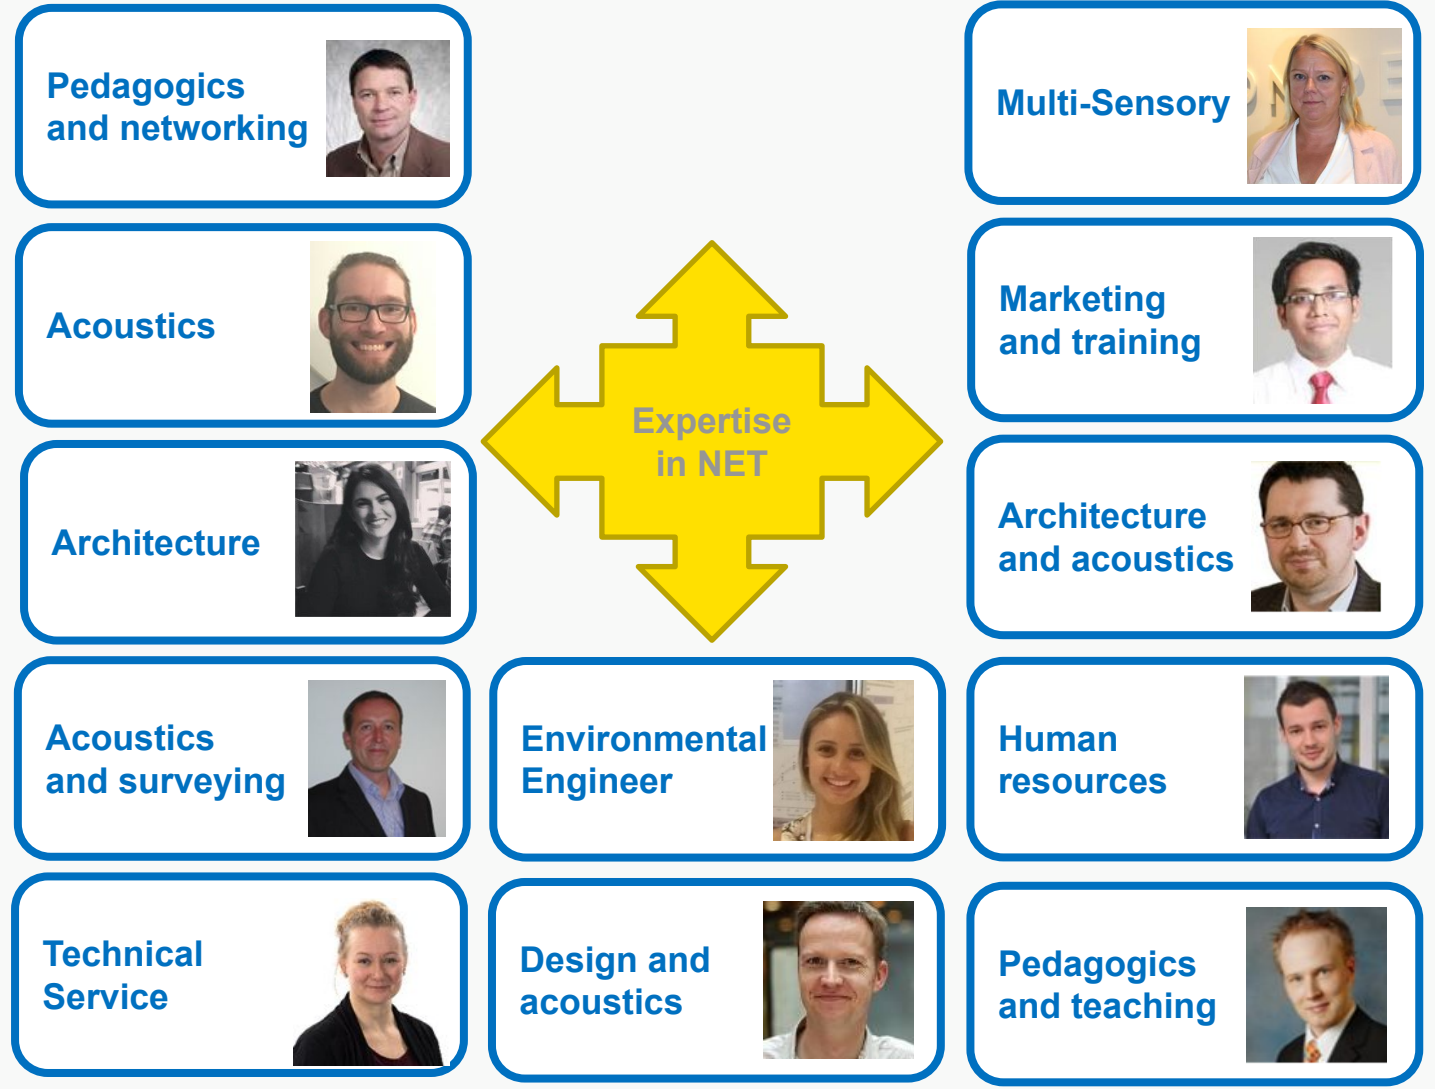 Pedagogics
and networking
Multi-Sensory
Acoustics
Marketing
and training
Expertise
in NET
Architecture
Architecture
and acoustics
Acoustics
and surveying
Environmental
Engineer
Human
resources
Technical
Service
Design and
acoustics
Pedagogics
and teaching